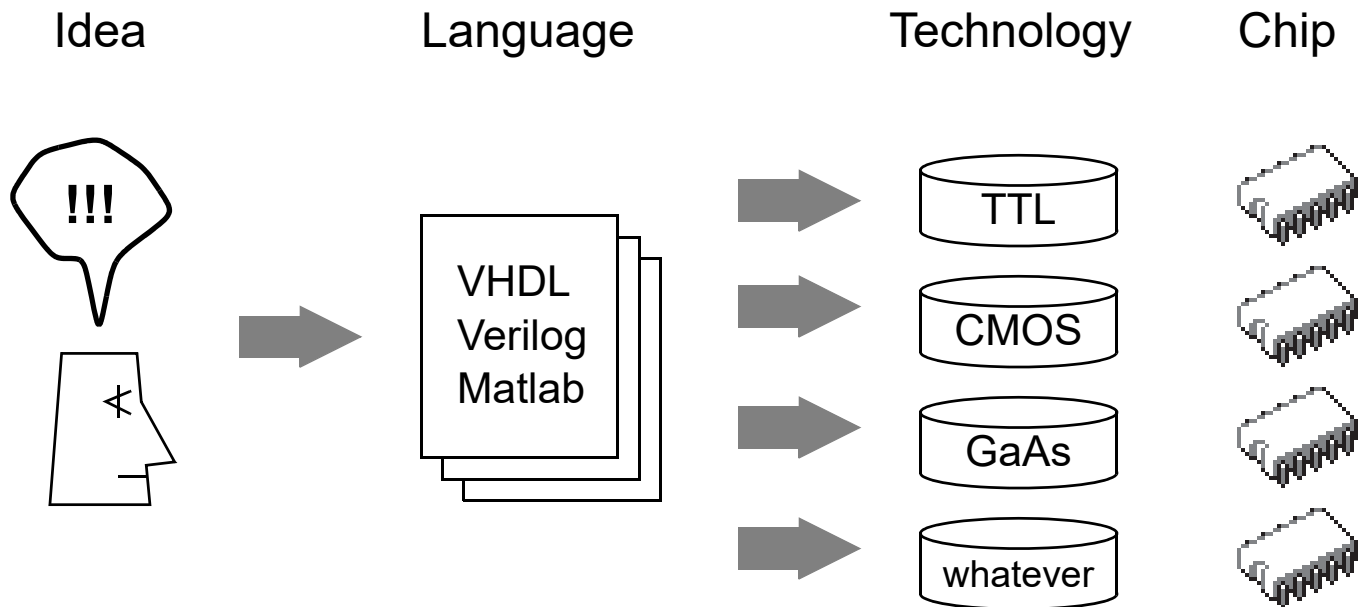 Idea
Language
Technology
Chip
!!!
VHDL
Verilog
Matlab
TTL
CMOS
GaAs
whatever